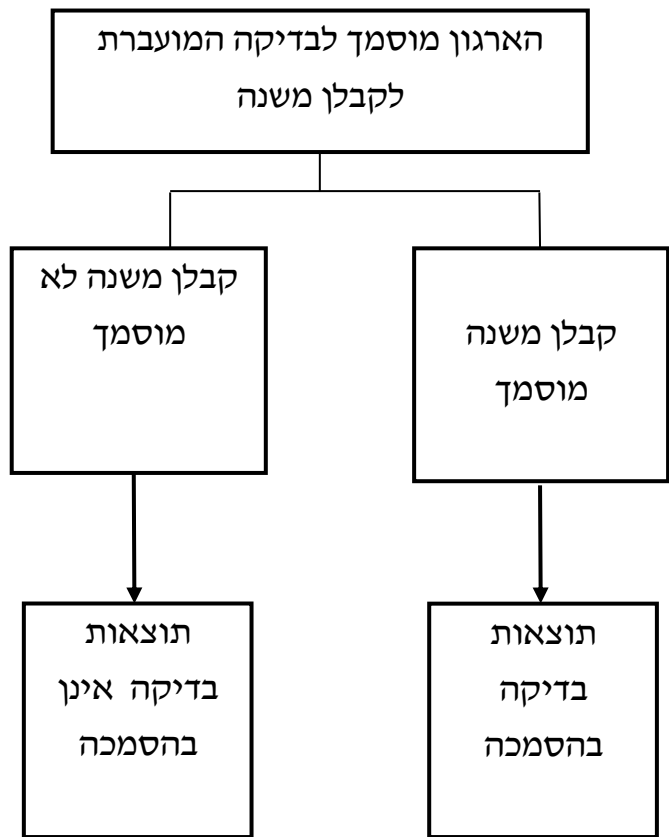 הארגון מוסמך לבדיקה המועברת
לקבלן משנה
קבלן משנה
מוסמך
קבלן משנה לא
מוסמך
תוצאות
בדיקה
בהסמכה
תוצאות
בדיקה אינן
בהסמכה